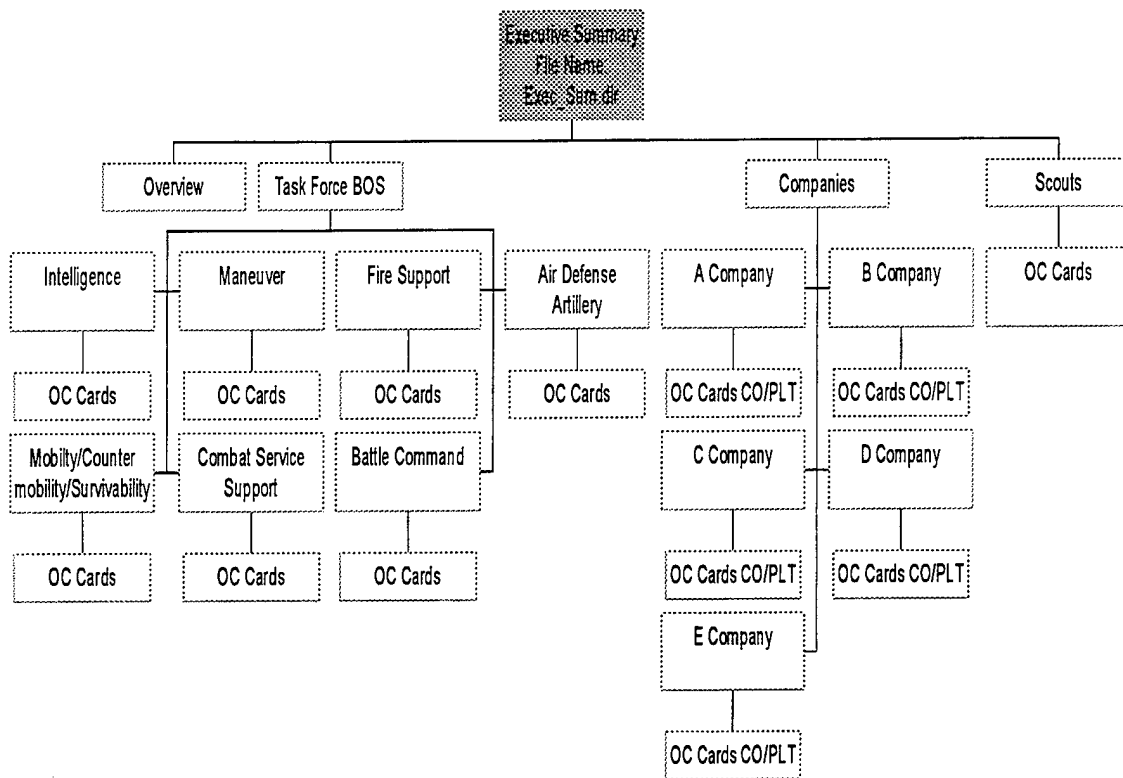 Executive Summary
File Name
Exec_Sum.dir
Overview
Task Force BOS
Companies
Scouts
Intelligence
Maneuver
Fire Support
Air Defense
Artillery
A Company
B Company
OC Cards
OC Cards
OC Cards
OC Cards
OC Cards
OC Cards CO/PLT
OC Cards CO/PLT
Mobilty/Counter
mobility/Survivability
Combat Service
Support
Battle Command
C Company
D Company
OC Cards
OC Cards
OC Cards
OC Cards CO/PLT
OC Cards CO/PLT
E Company
OC Cards CO/PLT